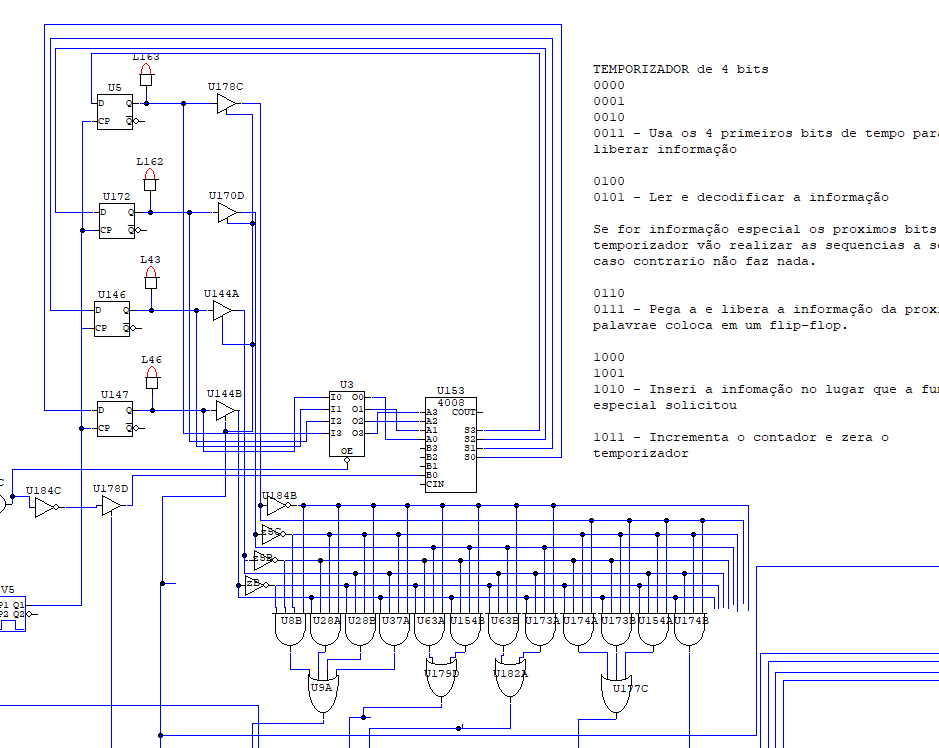 TEMPORIZADOR de 4 bits
0000
0001
0010
0011 - Usa os 4 primeiros bits de tempo para
liberar informação
0100
0101 - Ler e decodificar a informação
Se for informação especial os proximos bits
temporizador vão realizar as sequencias a s
caso contrario não faz nada.
0110
0111 - Pega a e libera a informação da prox
palavrae coloca em um flip-flop.
1000
1001
1010 - Inseri a infomação no lugar que a fu
especial solicitou
1011 - Incrementa o contador e zera o
temporizador
L163
U5
D Q
CP Q
U178C
L162
U172
D Q
CP Q
U170D
L43
U146
D Q
CP Q
U144A
L46
U147
D Q
CP Q
U144B
U3
I0 O0
I1 O1
I2 O2
I3 O3
OE
U153
4008
A3 COUT
A2
A1 S3
A0 S2
B3 S1
B2 S0
B1
B0
CIN
C
U184C
U178D
U184B
V5
P1 Q1
P2 Q2
U8B U28A U28B U37A U63A U154B U63B U173A U174A U173B U154A U174B
U9A
U179D
U182A
U177C